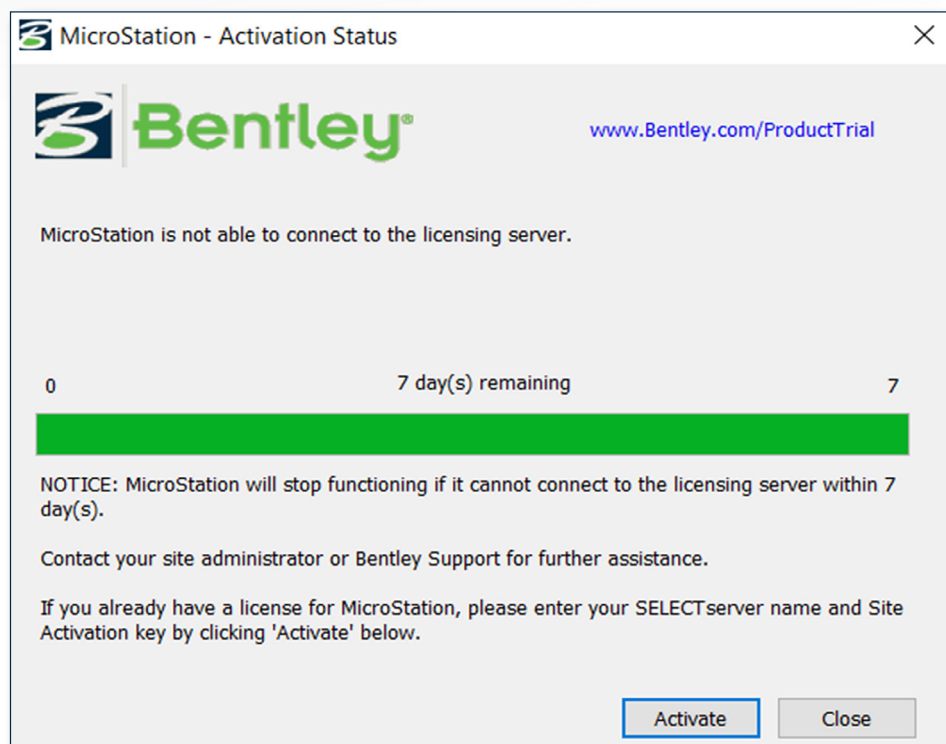 MicroStation - Activation Status
Bentley®
www.Bentley.com/ProductTrial
MicroStation is not able to connect to the licensing server.
0 7 day(s) remaining 7
NOTICE: MicroStation will stop functioning if it cannot connect to the licensing server within 7
day(s).
Contact your site administrator or Bentley Support for further assistance.
If you already have a license for MicroStation, please enter your SELECTserver name and Site
Activation key by clicking 'Activate' below.
Activate Close